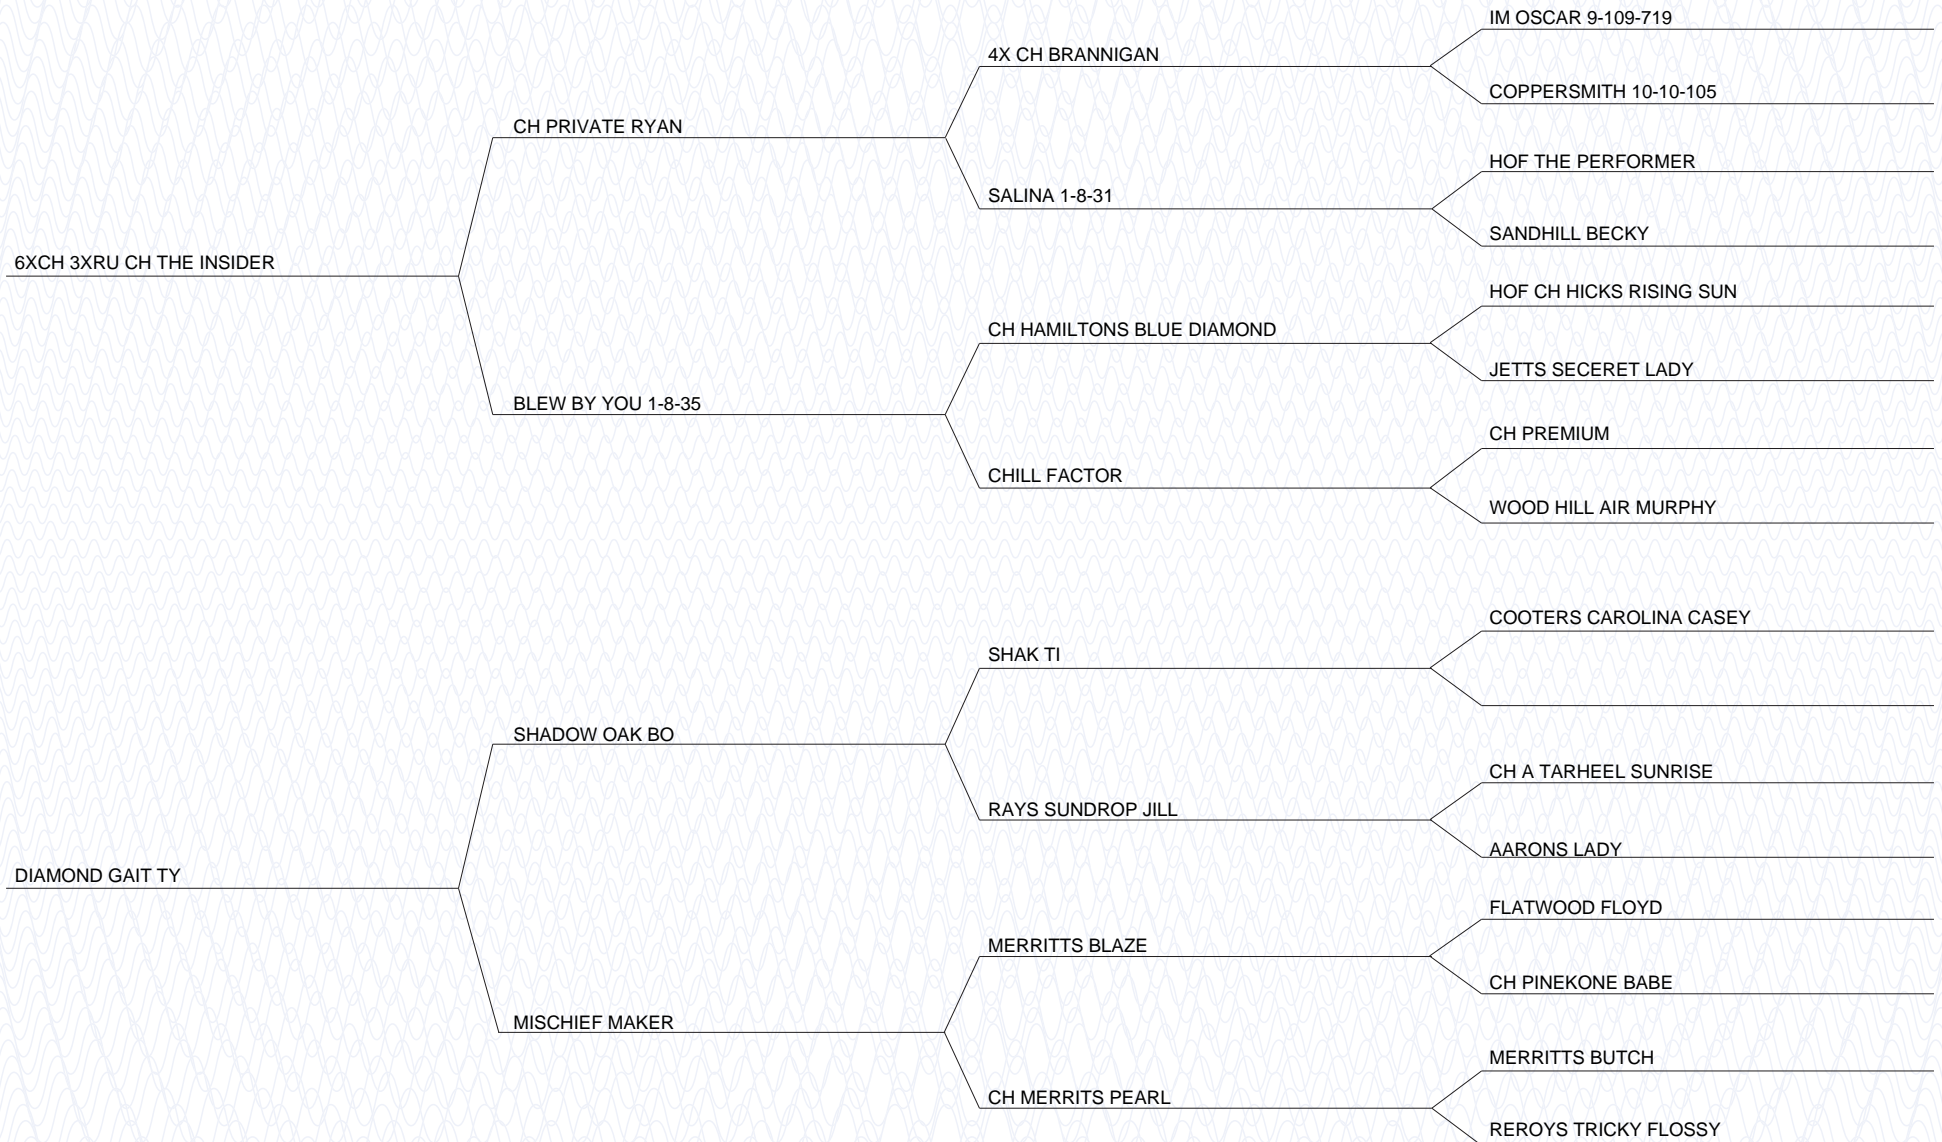 IM OSCAR 9-109-719
4X CH BRANNIGAN
COPPERSMITH 10-10-105
CH PRIVATE RYAN
HOF THE PERFORMER
SALINA 1-8-31
SANDHILL BECKY
6XCH 3XRU CH THE INSIDER
HOF CH HICKS RISING SUN
CH HAMILTONS BLUE DIAMOND
JETTS SECERET LADY
BLEW BY YOU 1-8-35
CH PREMIUM
CHILL FACTOR
WOOD HILL AIR MURPHY
COOTERS CAROLINA CASEY
SHAK TI
SHADOW OAK BO
CH A TARHEEL SUNRISE
RAYS SUNDROP JILL
AARONS LADY
DIAMOND GAIT TY
FLATWOOD FLOYD
MERRITTS BLAZE
CH PINEKONE BABE
MISCHIEF MAKER
MERRITTS BUTCH
CH MERRITS PEARL
REROYS TRICKY FLOSSY